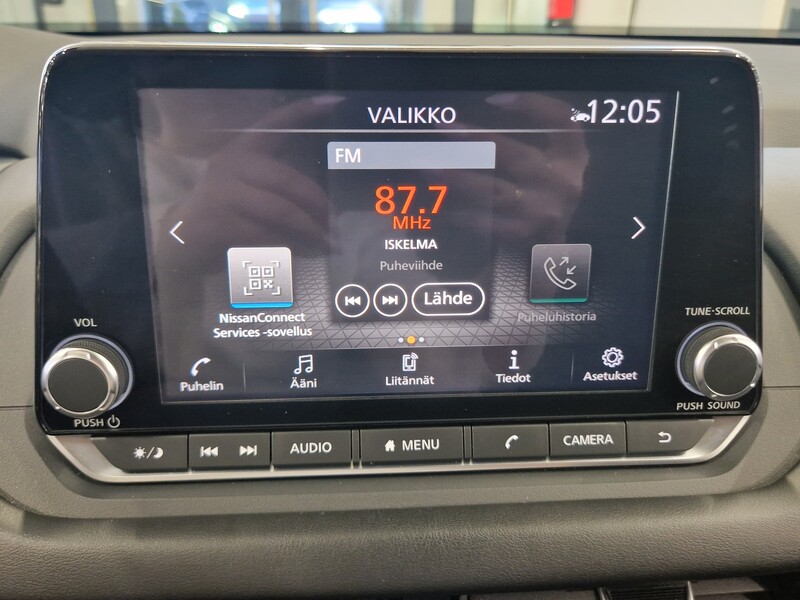 VALIKKO
12:05
FM
87.7
MHz
ISKELMA
Puheviihde
Lähde
NissanConnect
Services -sovellus
Puheluhistoria
Puhelin
Ääni
Liitännät
Tiedot
Asetukset
VOL
PUSH
TUNE·SCROLL
PUSH SOUND
AUDIO
MENU
CAMERA